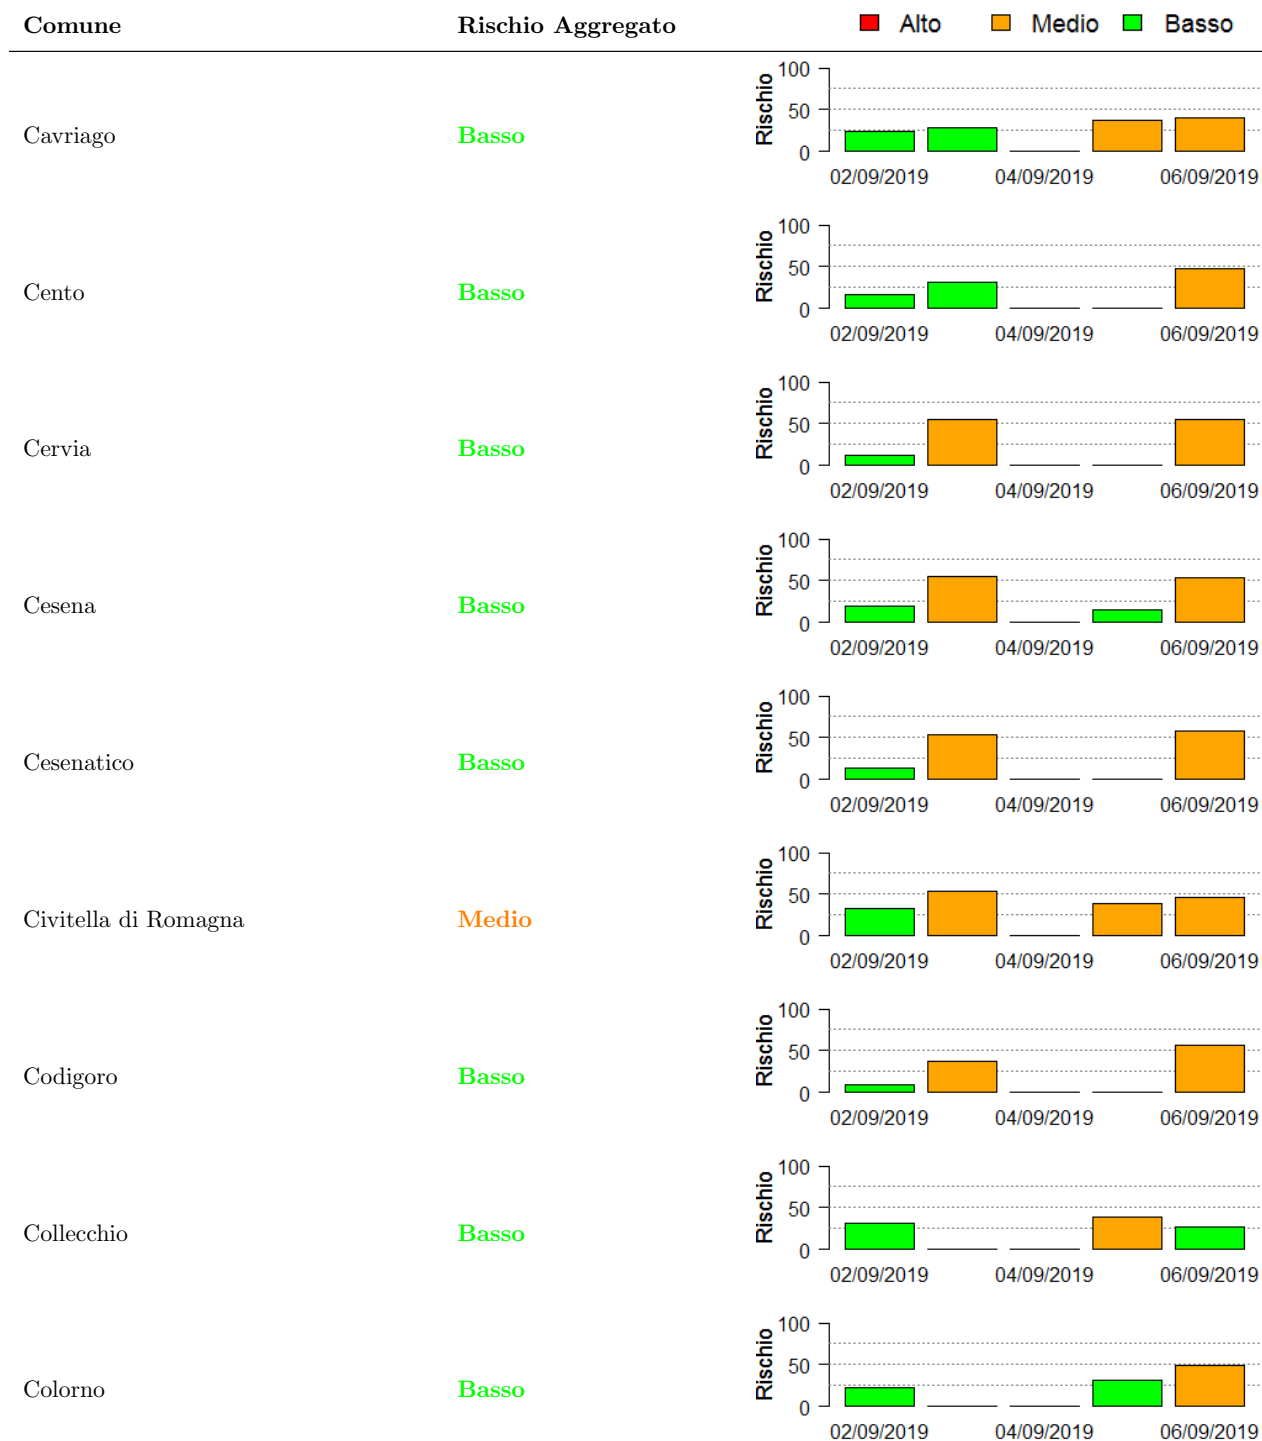 Comune Rischio Aggregato Alto Medio Basso
Cavriago Basso
Rischio
100
50
0
02/09/2019 04/09/2019 06/09/2019
Cento Basso
Rischio
100
50
0
02/09/2019 04/09/2019 06/09/2019
Cervia Basso
Rischio
100
50
0
02/09/2019 04/09/2019 06/09/2019
Cesena Basso
Rischio
100
50
0
02/09/2019 04/09/2019 06/09/2019
Cesenatico Basso
Rischio
100
50
0
02/09/2019 04/09/2019 06/09/2019
Civitella di Romagna Medio
Rischio
100
50
0
02/09/2019 04/09/2019 06/09/2019
Codigoro Basso
Rischio
100
50
0
02/09/2019 04/09/2019 06/09/2019
Collecchio Basso
Rischio
100
50
0
02/09/2019 04/09/2019 06/09/2019
Colorno Basso
Rischio
100
50
0
02/09/2019 04/09/2019 06/09/2019